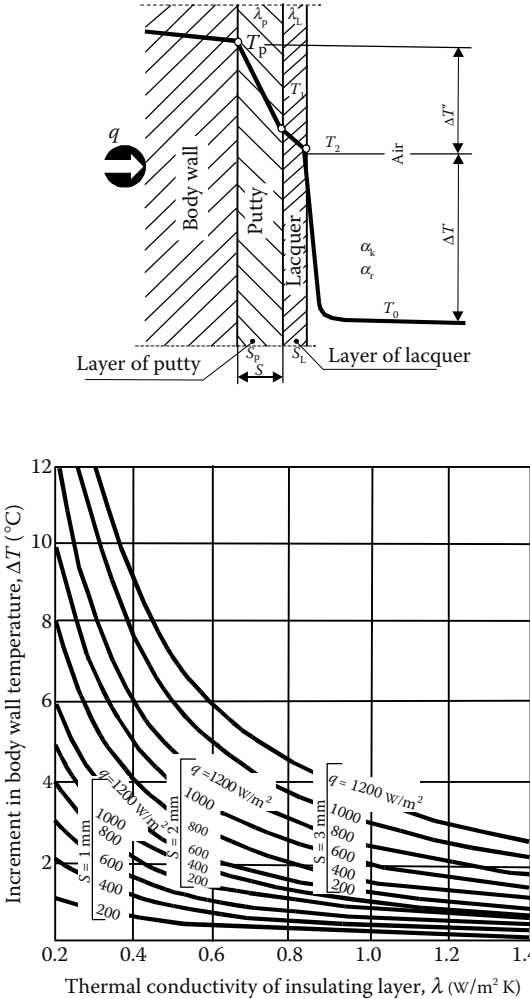 λp λL
Tp
T1
T2
ΔT'
Air
ΔT
q
Body wall
Putty
Lacquer
αk
αr
T0
Sp SL
Layer of putty
S
Layer of lacquer
12
10
8
6
4
2
Increment in body wall temperature, ΔT (°C)
S = 1 mm
q=1200 W/m²
1000
800
600
400
200
S = 2 mm
q =1200 W/m²
1000
800
600
400
200
S = 3 mm
q = 1200 W/m²
1000
800
600
400
200
0.2 0.4 0.6 0.8 1.0 1.2 1.4
Thermal conductivity of insulating layer, λ (W/m² K)